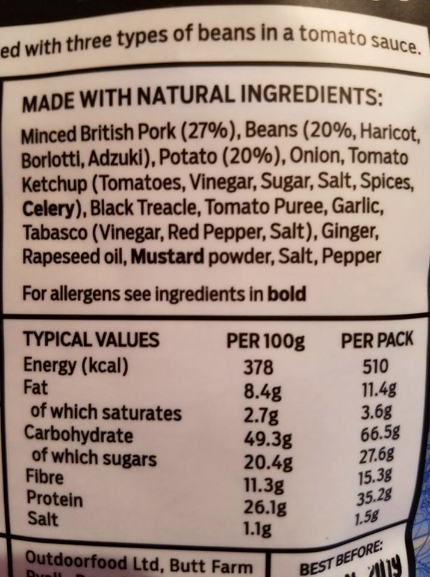 ed with three types of beans in a tomato sauce.
MADE WITH NATURAL INGREDIENTS:
Minced British Pork (27%), Beans (20%, Haricot,
Borlotti, Adzuki), Potato (20%), Onion, Tomato
Ketchup (Tomatoes, Vinegar, Sugar, Salt, Spices,
Celery), Black Treacle, Tomato Puree, Garlic,
Tabasco (Vinegar, Red Pepper, Salt), Ginger,
Rapeseed oil, Mustard powder, Salt, Pepper
For allergens see ingredients in bold
TYPICAL VALUES PER 100g PER PACK
Energy (kcal) 378 510
Fat 8.4g 11.4g
of which saturates 2.7g 3.6g
Carbohydrate 49.3g 66.5g
of which sugars 20.4g 27.6g
Fibre 11.3g 15.3g
Protein 26.1g 35.2g
Salt 1.1g 1.5g
Outdoorfood Ltd, Butt Farm
BEST BEFORE: